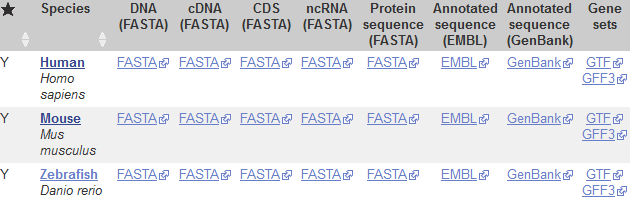 ★ Species DNA (FASTA) cDNA (FASTA) CDS (FASTA) ncRNA (FASTA) Protein sequence (FASTA) Annotated sequence (EMBL) Annotated sequence (GenBank) Gene sets
Y Human Homo sapiens FASTA FASTA FASTA FASTA FASTA EMBL GenBank GTF GFF3
Y Mouse Mus musculus FASTA FASTA FASTA FASTA FASTA EMBL GenBank GTF GFF3
Y Zebrafish Danio rerio FASTA FASTA FASTA FASTA FASTA EMBL GenBank GTF GFF3